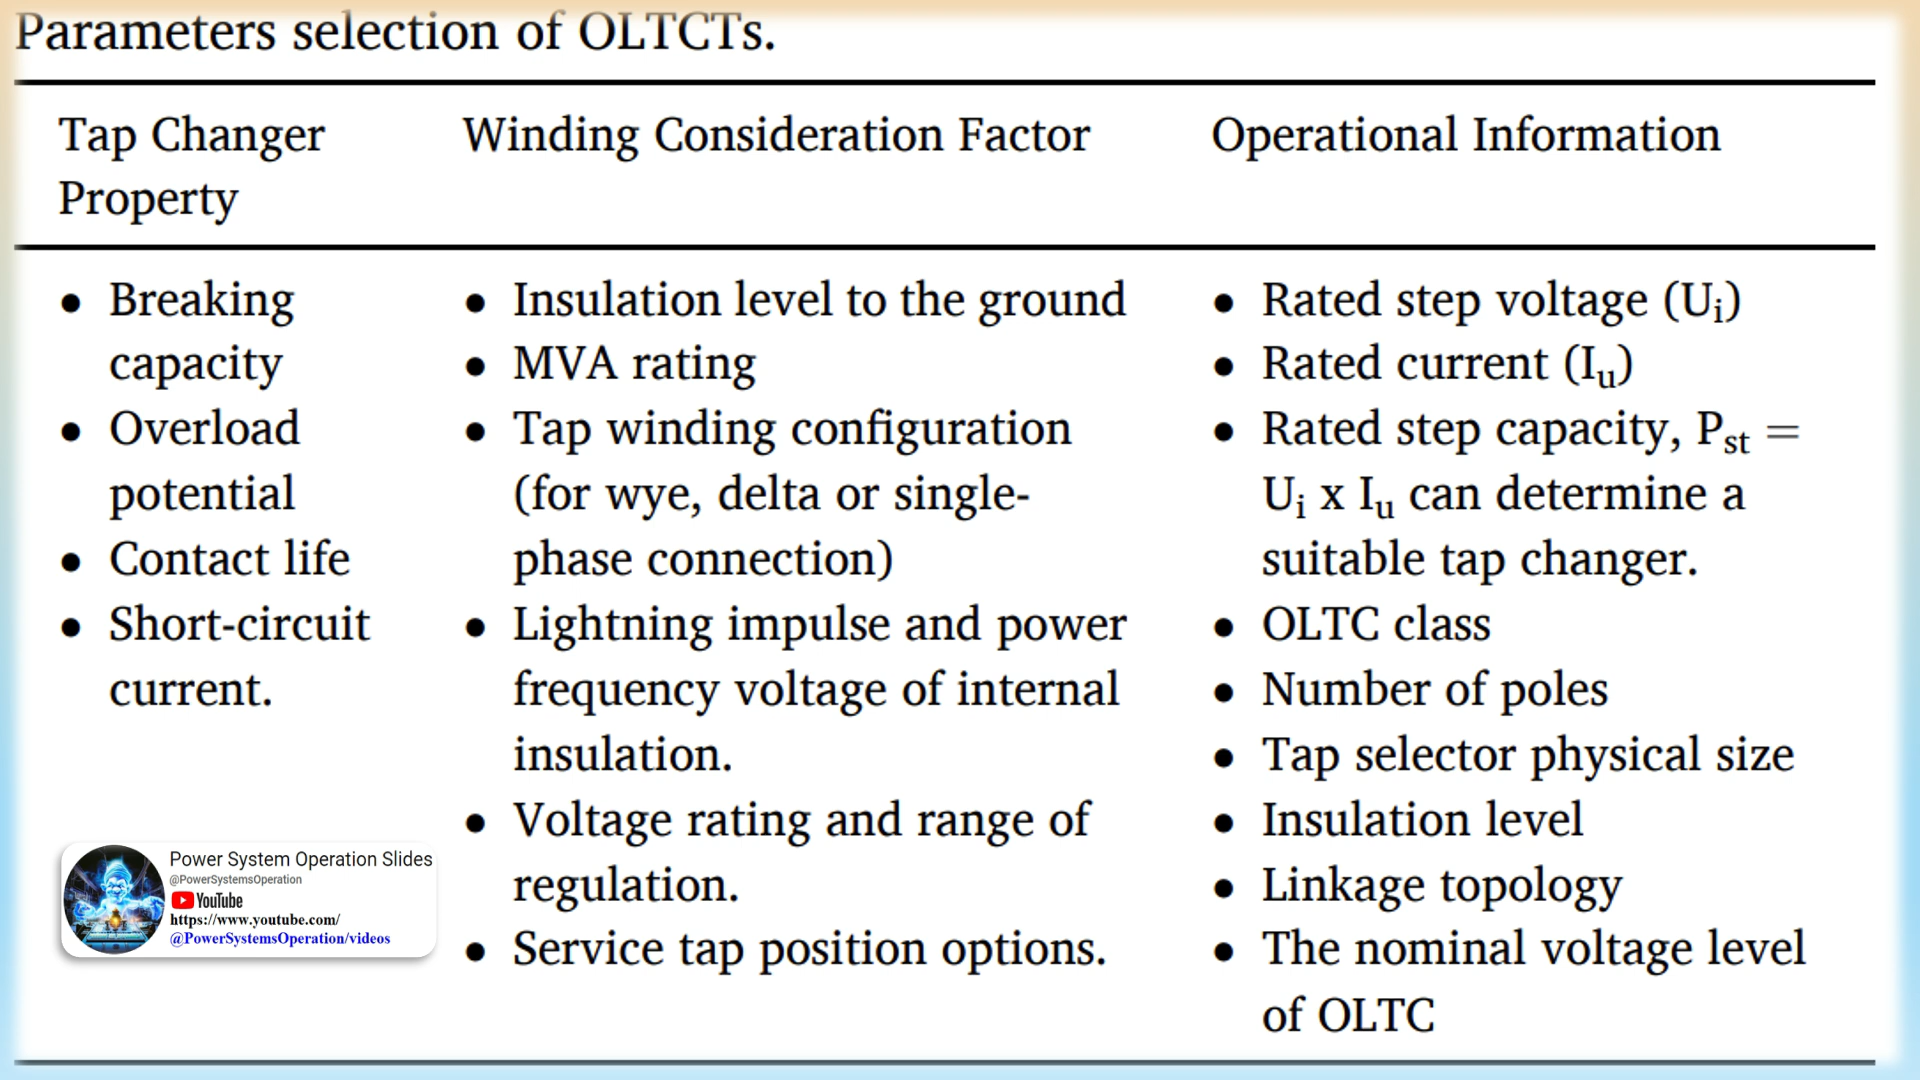 Parameters selection of OLTCTs.
Tap Changer
Property
Winding Consideration Factor
Operational Information
● Breaking
capacity
● Overload
potential
● Contact life
● Short-circuit
current.
● Insulation level to the ground
● MVA rating
● Tap winding configuration
(for wye, delta or single-
phase connection)
● Lightning impulse and power
frequency voltage of internal
insulation.
● Voltage rating and range of
regulation.
● Service tap position options.
● Rated step voltage (Ui)
● Rated current (Iu)
● Rated step capacity, Pst =
Ui x Iu can determine a
suitable tap changer.
● OLTC class
● Number of poles
● Tap selector physical size
● Insulation level
● Linkage topology
● The nominal voltage level
of OLTC
Power System Operation Slides
@PowerSystemsOperation
YouTube
https://www.youtube.com/
@PowerSystemsOperation/videos